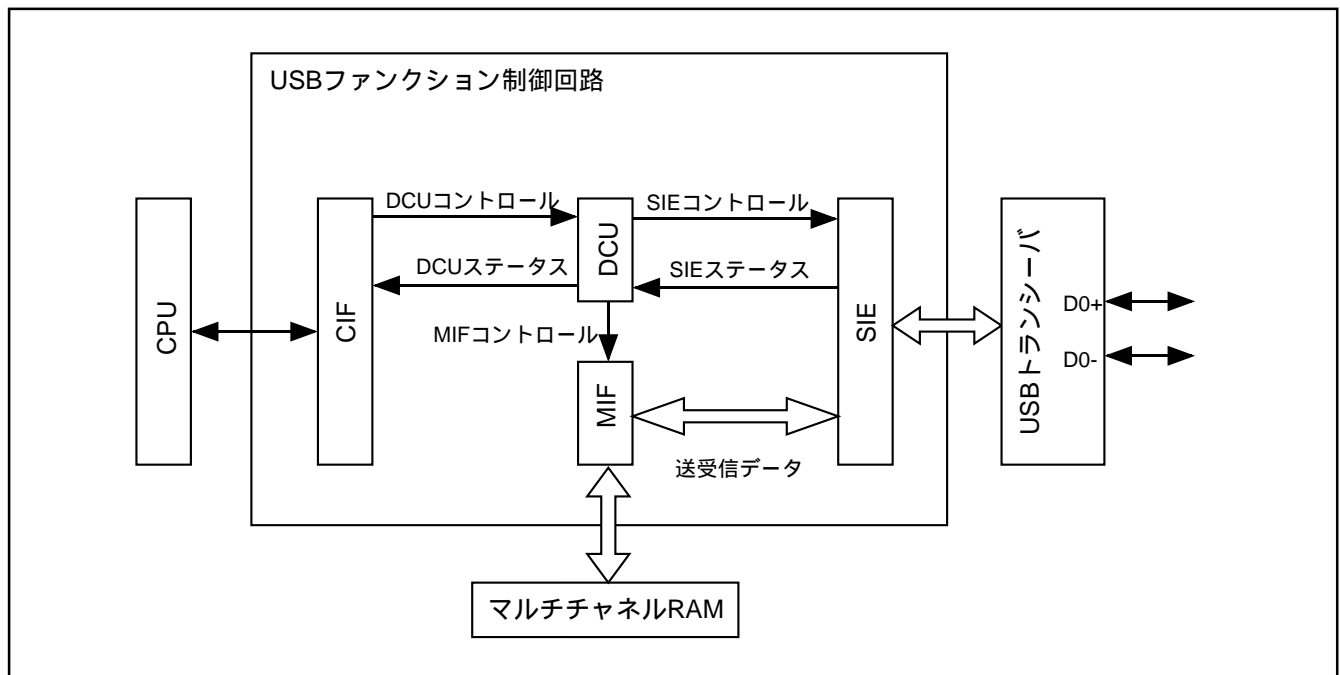 USBファンクション制御回路
DCUコントロール
SIEコントロール
DCUステータス
SIEステータス
MIFコントロール
CPU
CIF
DCU
MIF
SIE
USBトランシーバ
D0+
D0-
送受信データ
マルチチャネルRAM